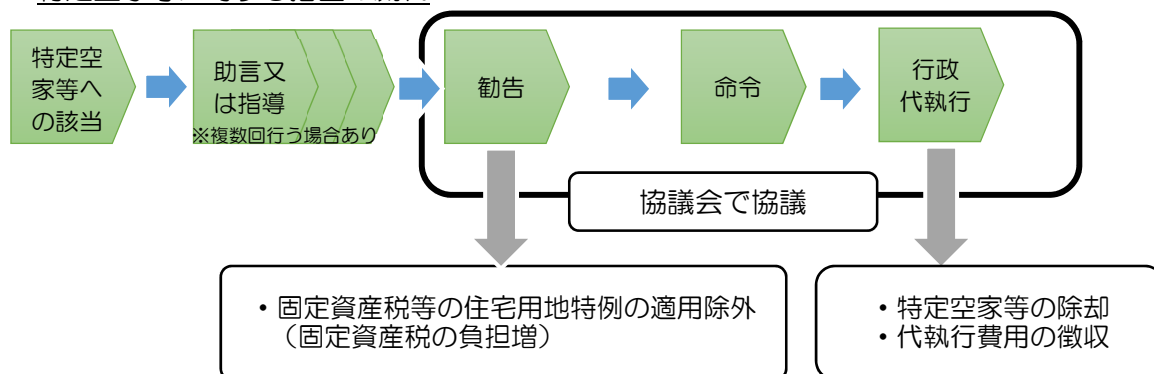 特定空
家等へ
の該当
助言又
は指導
※複数回行う場合あり
勧告
命令
行政
代執行
協議会で協議
・固定資産税等の住宅用地特例の適用除外
（固定資産税の負担増）
・特定空家等の除却
・代執行費用の徴収